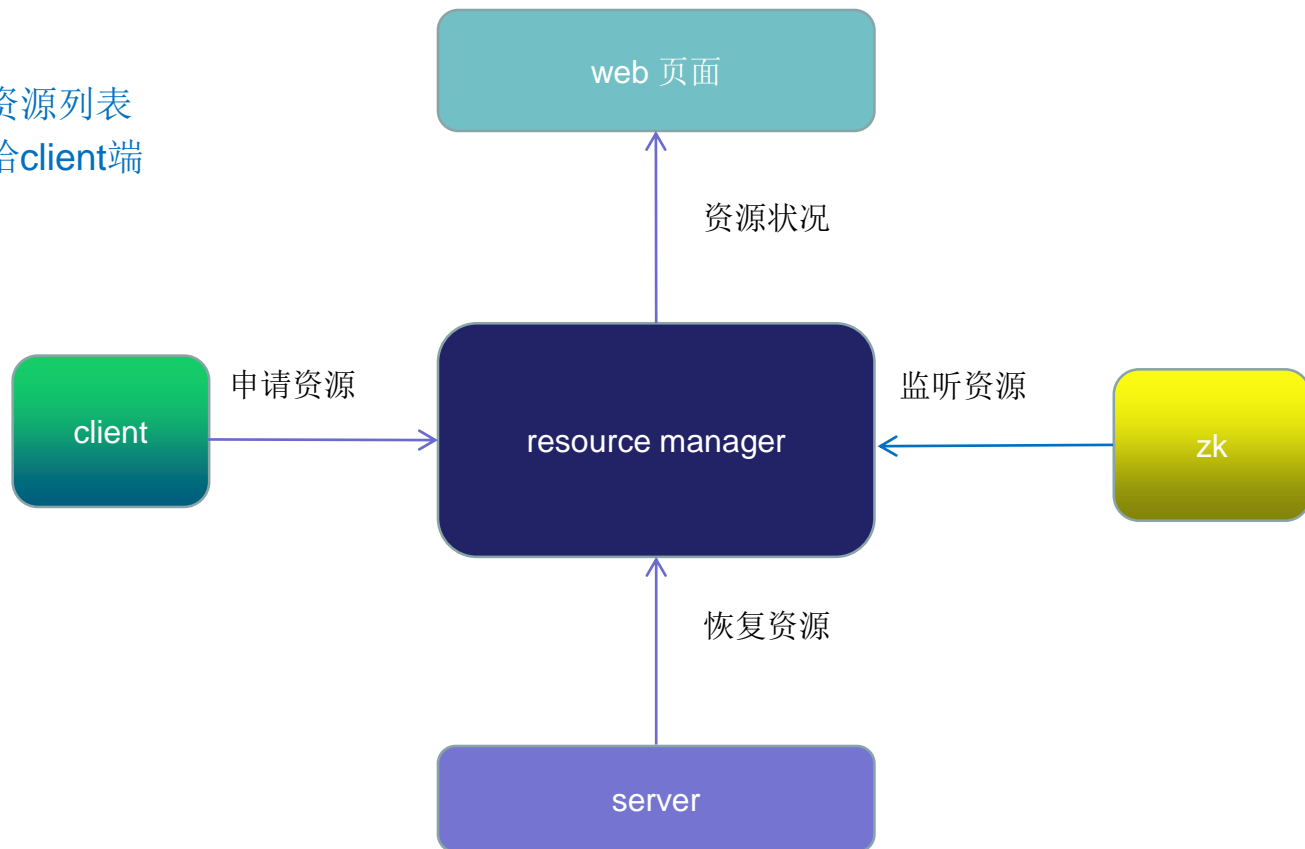 web 页面
资源列表
给client端
资源状况
申请资源
监听资源
client
resource manager
zk
恢复资源
server